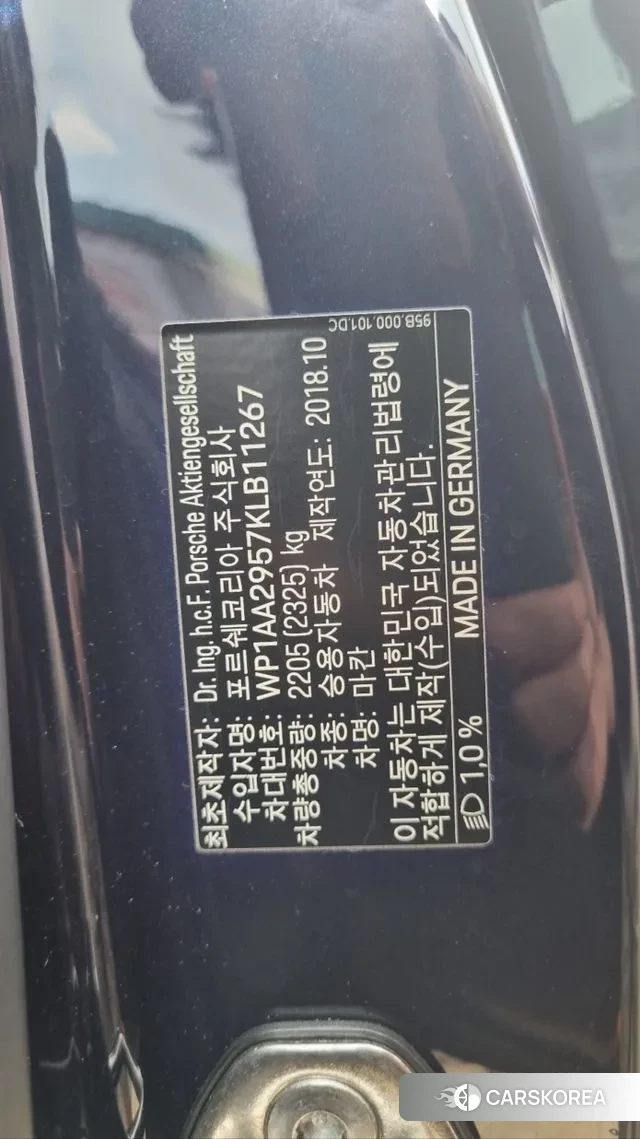 95B.000.101.DC
최초제작자: Dr. Ing. h.c.F. Porsche Aktiengesellschaft
수입자명: 포르쉐코리아 주식회사
차대번호: WP1AA2957KLB11267
차량총중량: 2205 (2325) kg
차종: 승용자동차 제작연도: 2018.10
차명: 마칸
이 자동차는 대한민국 자동차관리법령에
적합하게 제작(수입)되었습니다.
1,0 % MADE IN GERMANY
CARSKOREA